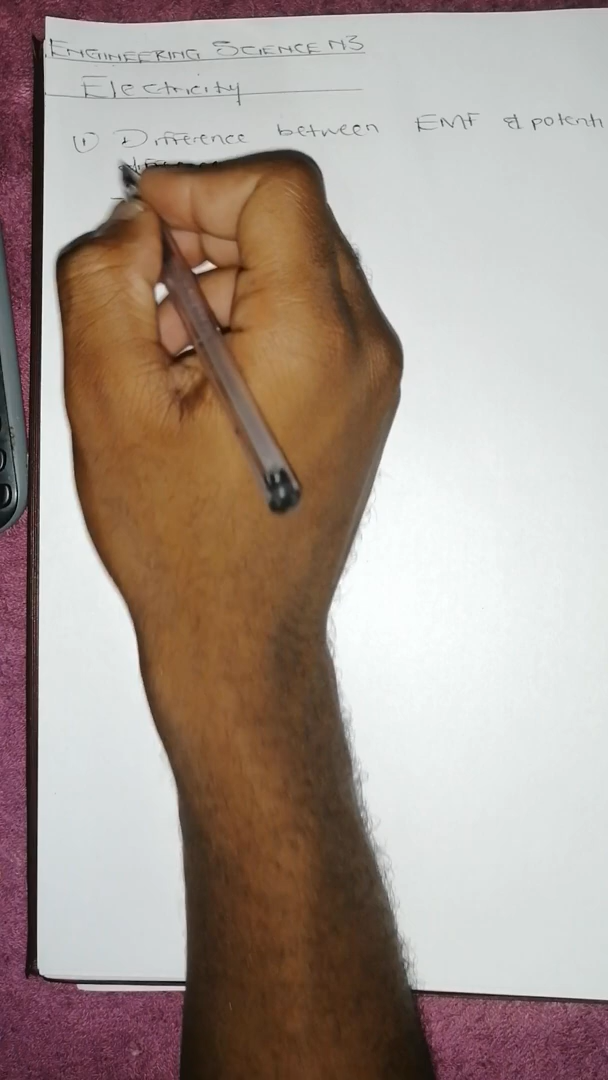 ENGINEERING SCIENCE N3
Electricity
① Difference between EMF & potenti